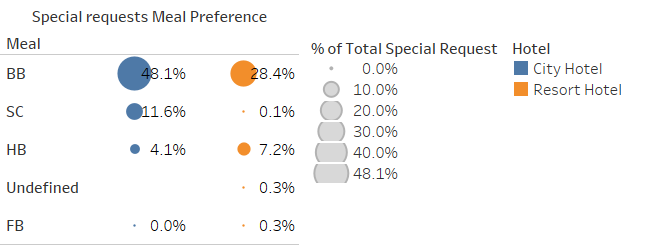 Special requests Meal Preference
Meal
BB 48.1% 28.4%
SC 11.6% 0.1%
HB 4.1% 7.2%
Undefined 0.3%
FB 0.0% 0.3%
% of Total Special Request
0.0%
10.0%
20.0%
30.0%
40.0%
48.1%
Hotel
City Hotel
Resort Hotel